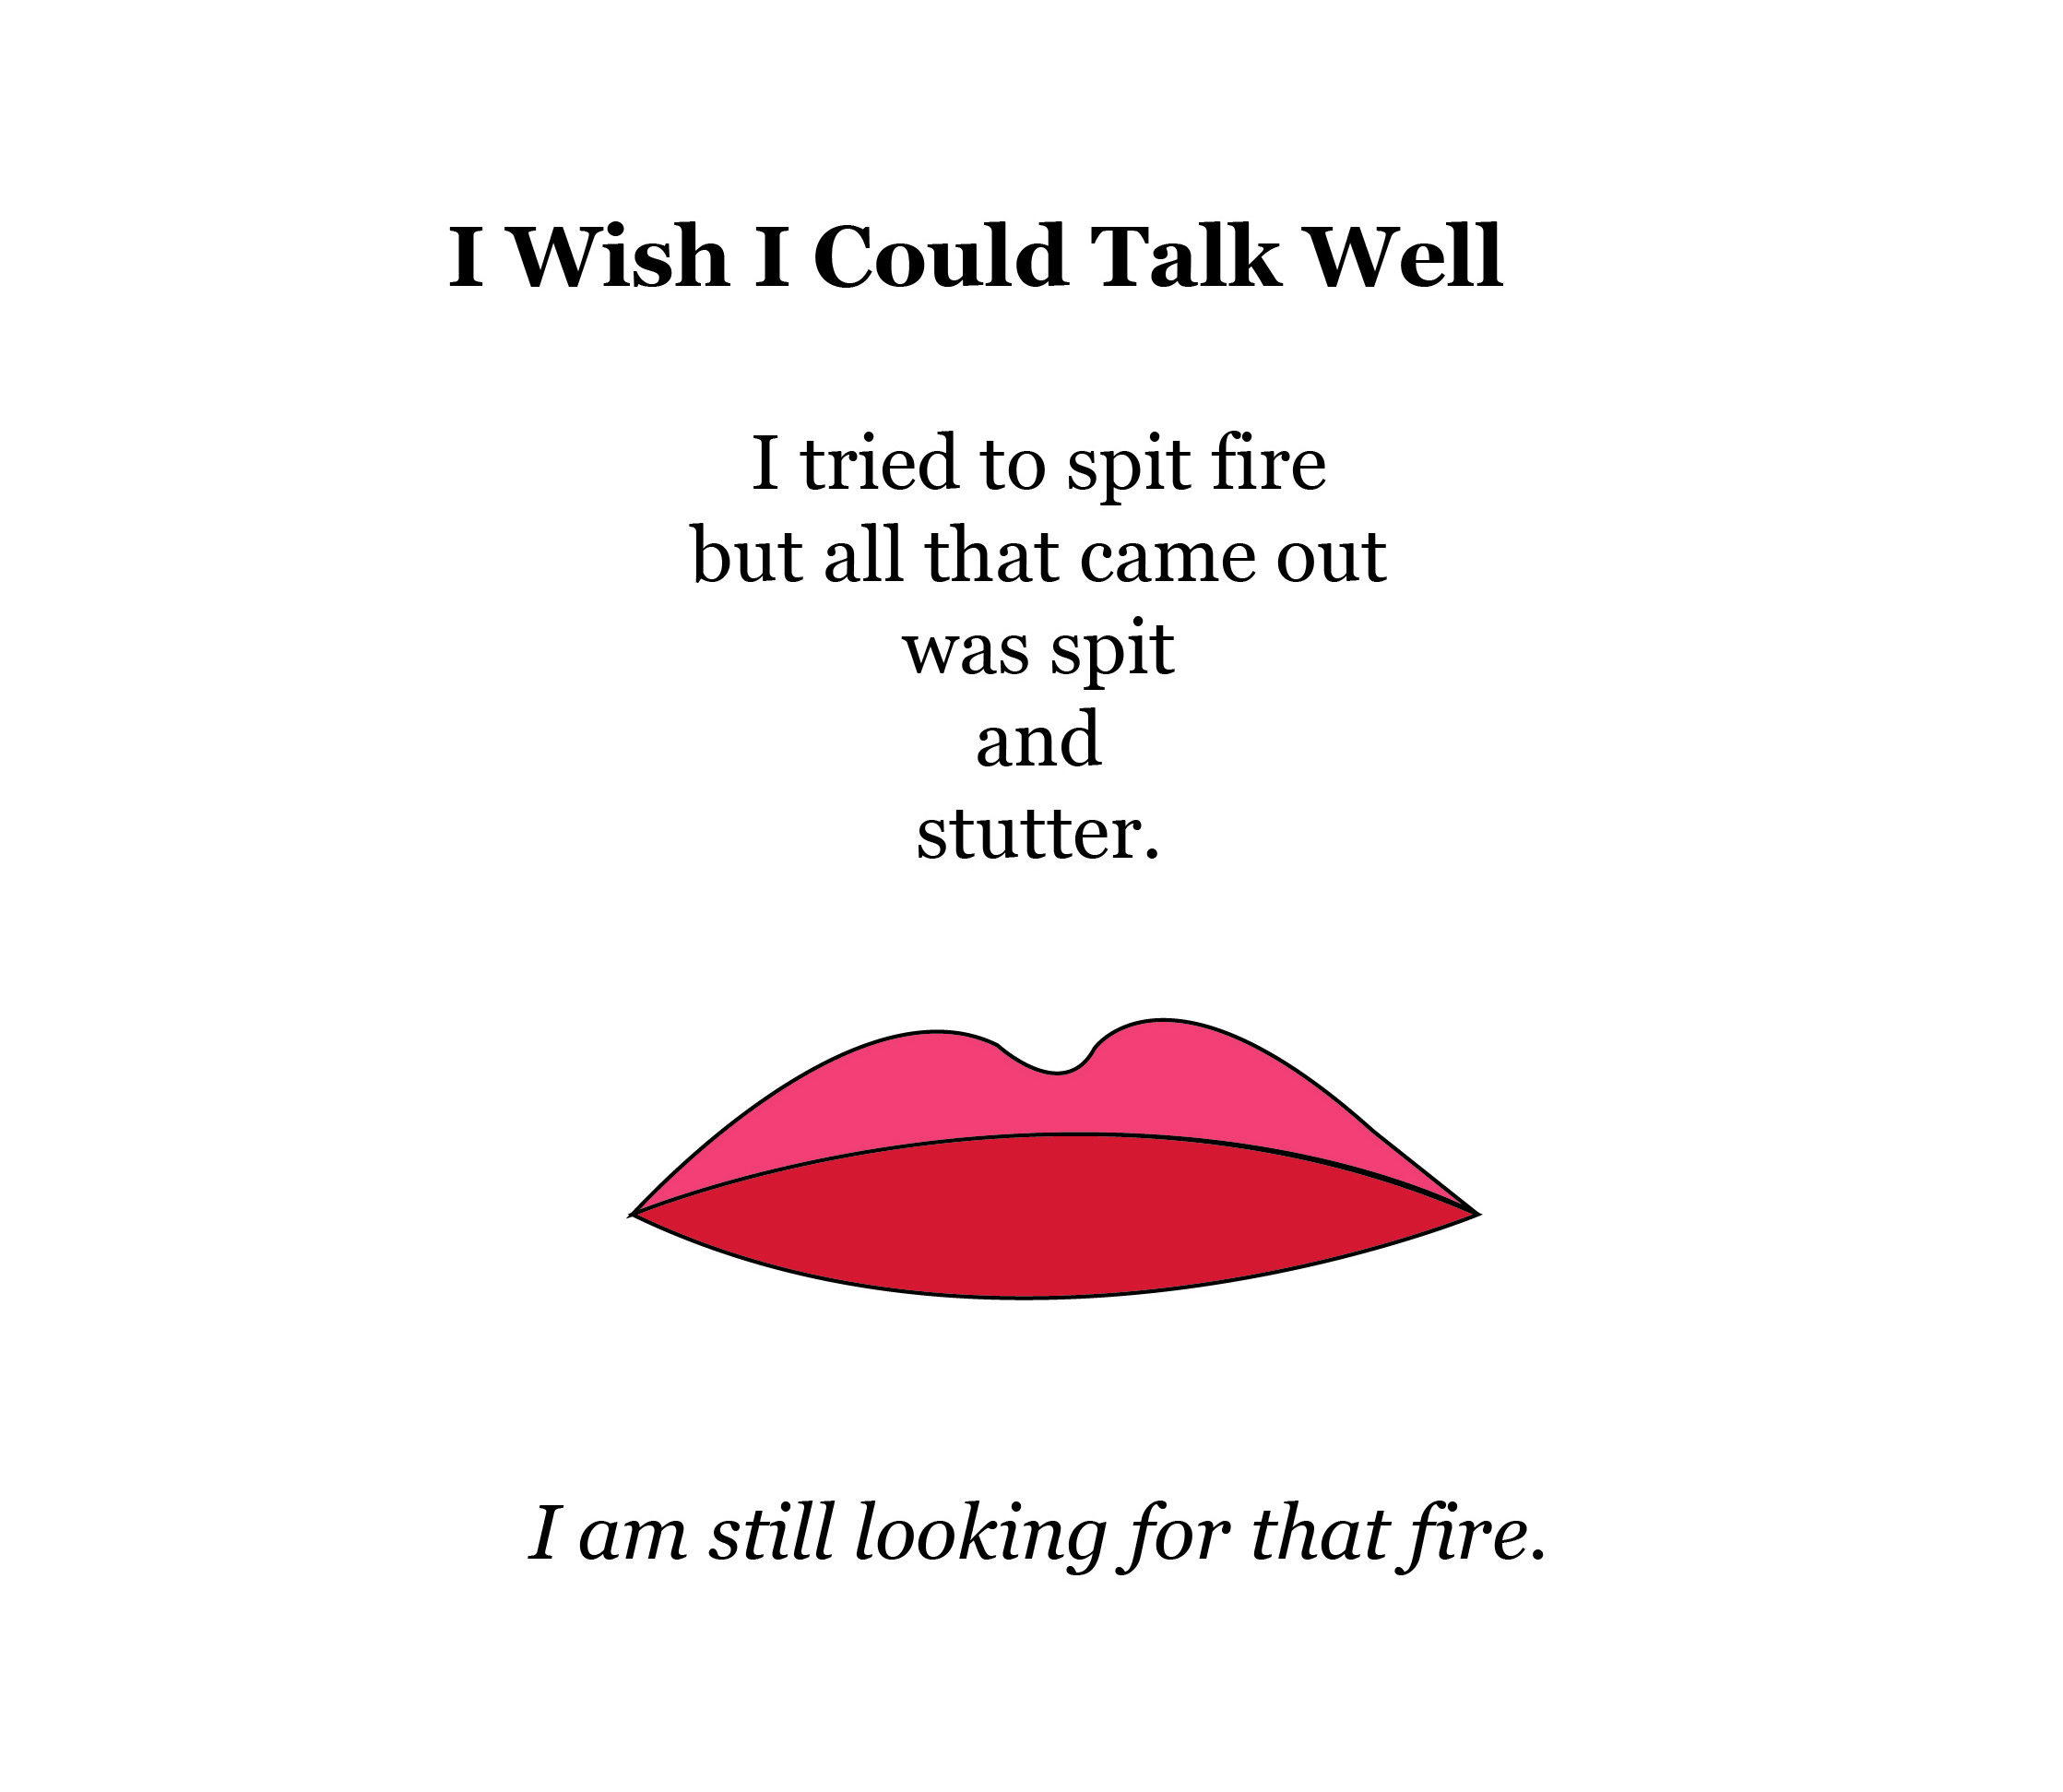 I Wish I Could Talk Well
I tried to spit fire
but all that came out
was spit
and
stutter.
I am still looking for that fire.